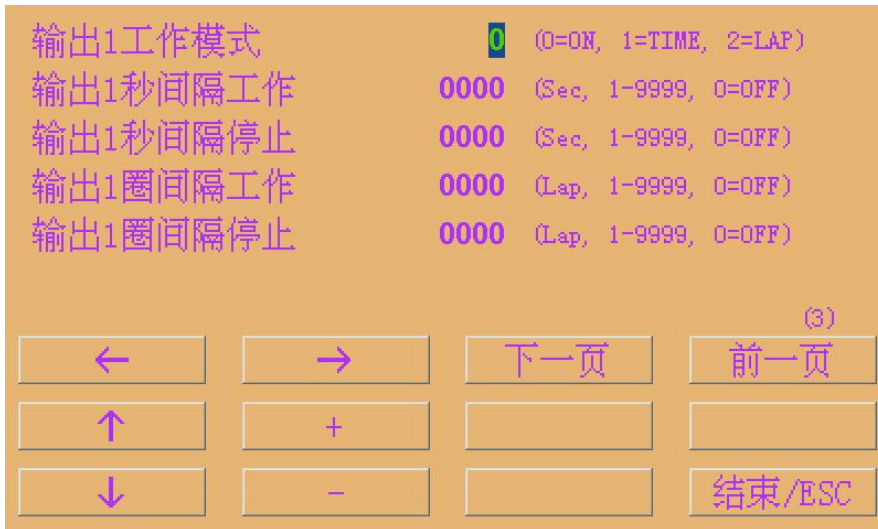 输出1工作模式 0 (0=ON, 1=TIME, 2=LAP)
输出1秒间隔工作 0000 (Sec, 1-9999, 0=OFF)
输出1秒间隔停止 0000 (Sec, 1-9999, 0=OFF)
输出1圈间隔工作 0000 (Lap, 1-9999, 0=OFF)
输出1圈间隔停止 0000 (Lap, 1-9999, 0=OFF)
(3)
← → 下一页 前一页
↑ +
↓ - 结束/ESC